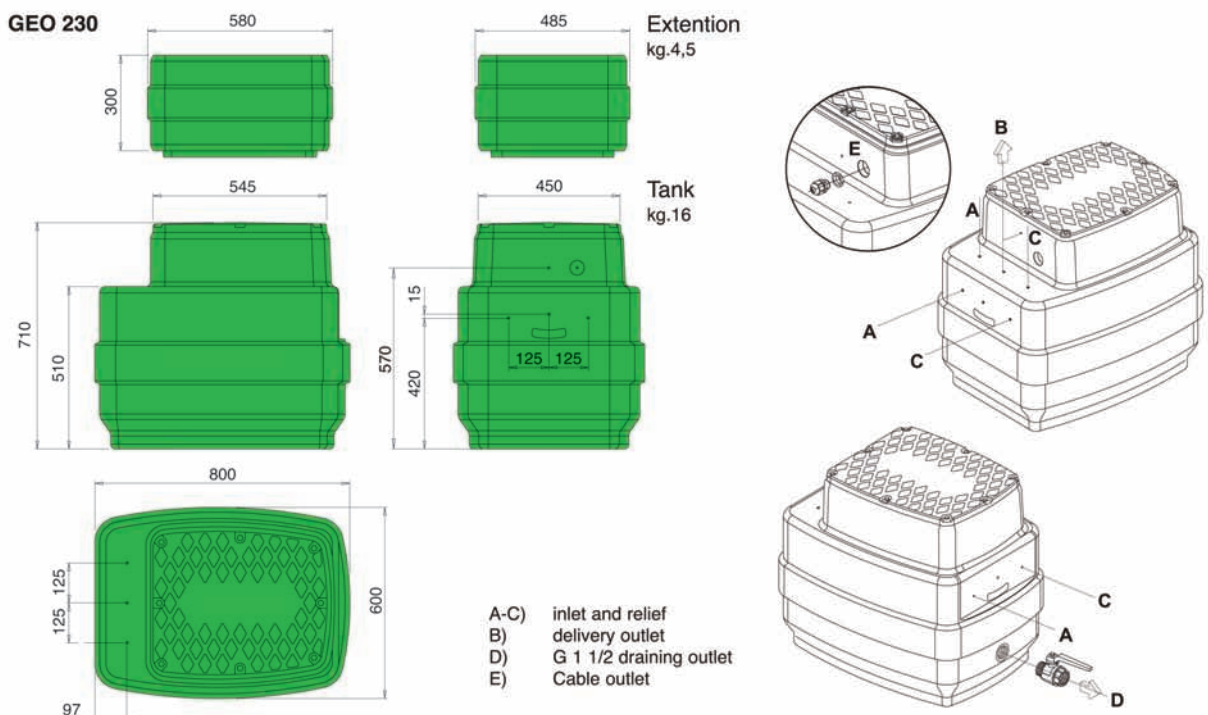 GEO 230
580
485
Extention
kg.4,5
300
545
450
Tank
kg.16
710
510
15
570
420
125
125
800
125
125
600
97
A-C) inlet and relief
B) delivery outlet
D) G 1 1/2 draining outlet
E) Cable outlet
E
B
A
C
A
C
C
A
D